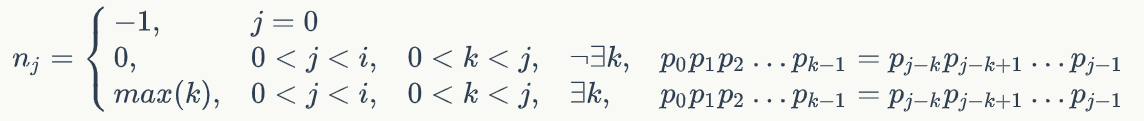 −1, j = 0
n_j = { 0, 0 < j < i, 0 < k < j, ¬∃k, p_0p_1p_2 … p_{k−1} = p_{j−k}p_{j−k+1} … p_{j−1}
max(k), 0 < j < i, 0 < k < j, ∃k, p_0p_1p_2 … p_{k−1} = p_{j−k}p_{j−k+1} … p_{j−1}